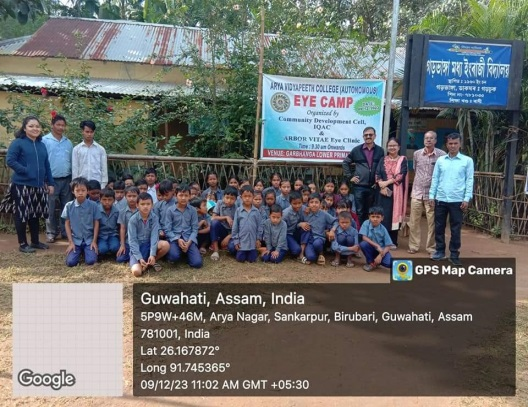 ARYA VIDYAPEETH COLLEGE (AUTONOMOUS)
EYE CAMP
Organized by
Community Development Cell,
IQAC
&
ARBOR VITAE Eye Clinic
Time : 9:30 am Onwards
VENUE: GARBHANGA LOWER PRIMARY
গড়ভাঙ্গা মধ্য ইংৰাজী বিদ্যালয়
GPS Map Camera
Guwahati, Assam, India
5P9W+46M, Arya Nagar, Sankarpur, Birubari, Guwahati, Assam
781001, India
Lat 26.167872°
Long 91.745365°
09/12/23 11:02 AM GMT +05:30
Google